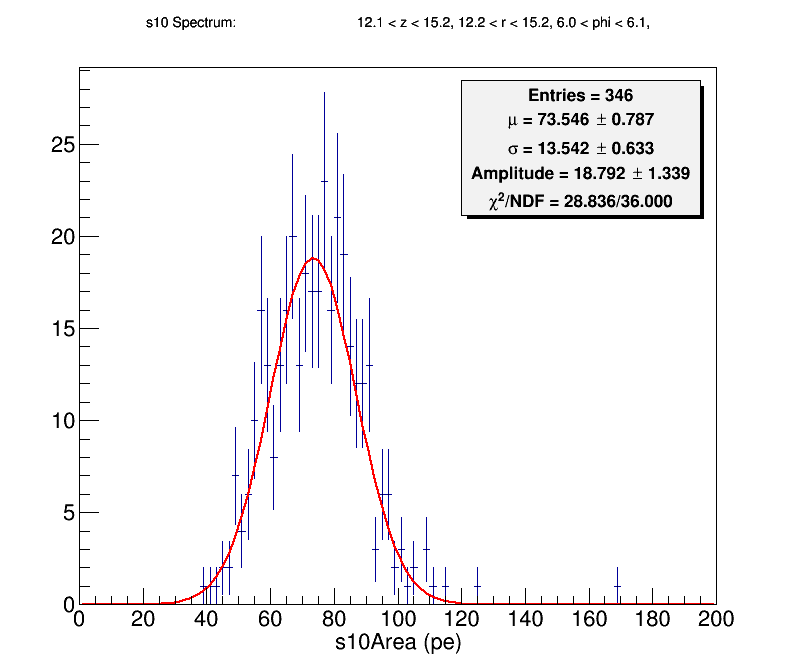 s10 Spectrum: 12.1 < z < 15.2, 12.2 < r < 15.2, 6.0 < phi < 6.1,
Entries = 346
μ = 73.546 ± 0.787
σ = 13.542 ± 0.633
Amplitude = 18.792 ± 1.339
χ²/NDF = 28.836/36.000
25
20
15
10
5
0
0 20 40 60 80 100 120 140 160 180 200
s10Area (pe)